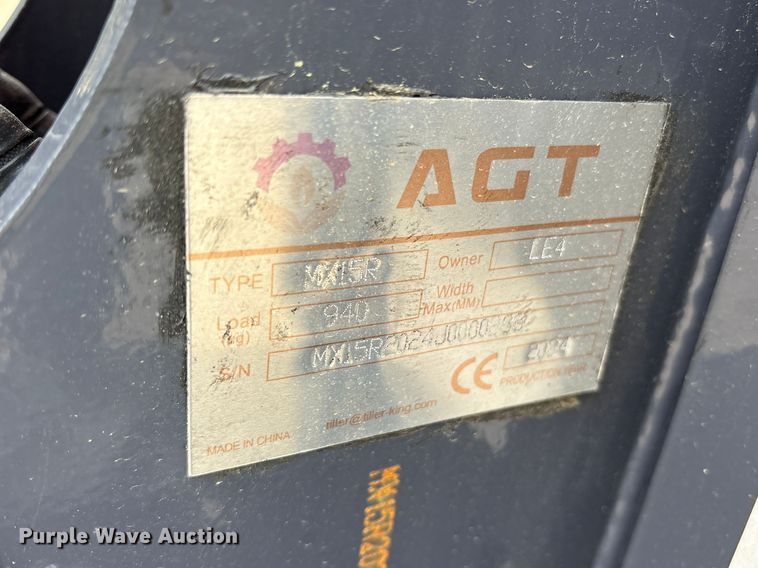 AGT
TYPE MX15R Owner LE4
Load (kg) 940 Width Max(MM)
S/N
CE 2024
PRODUCTION YEAR
tiller@tiller-king.com
MADE IN CHINA
Purple Wave Auction